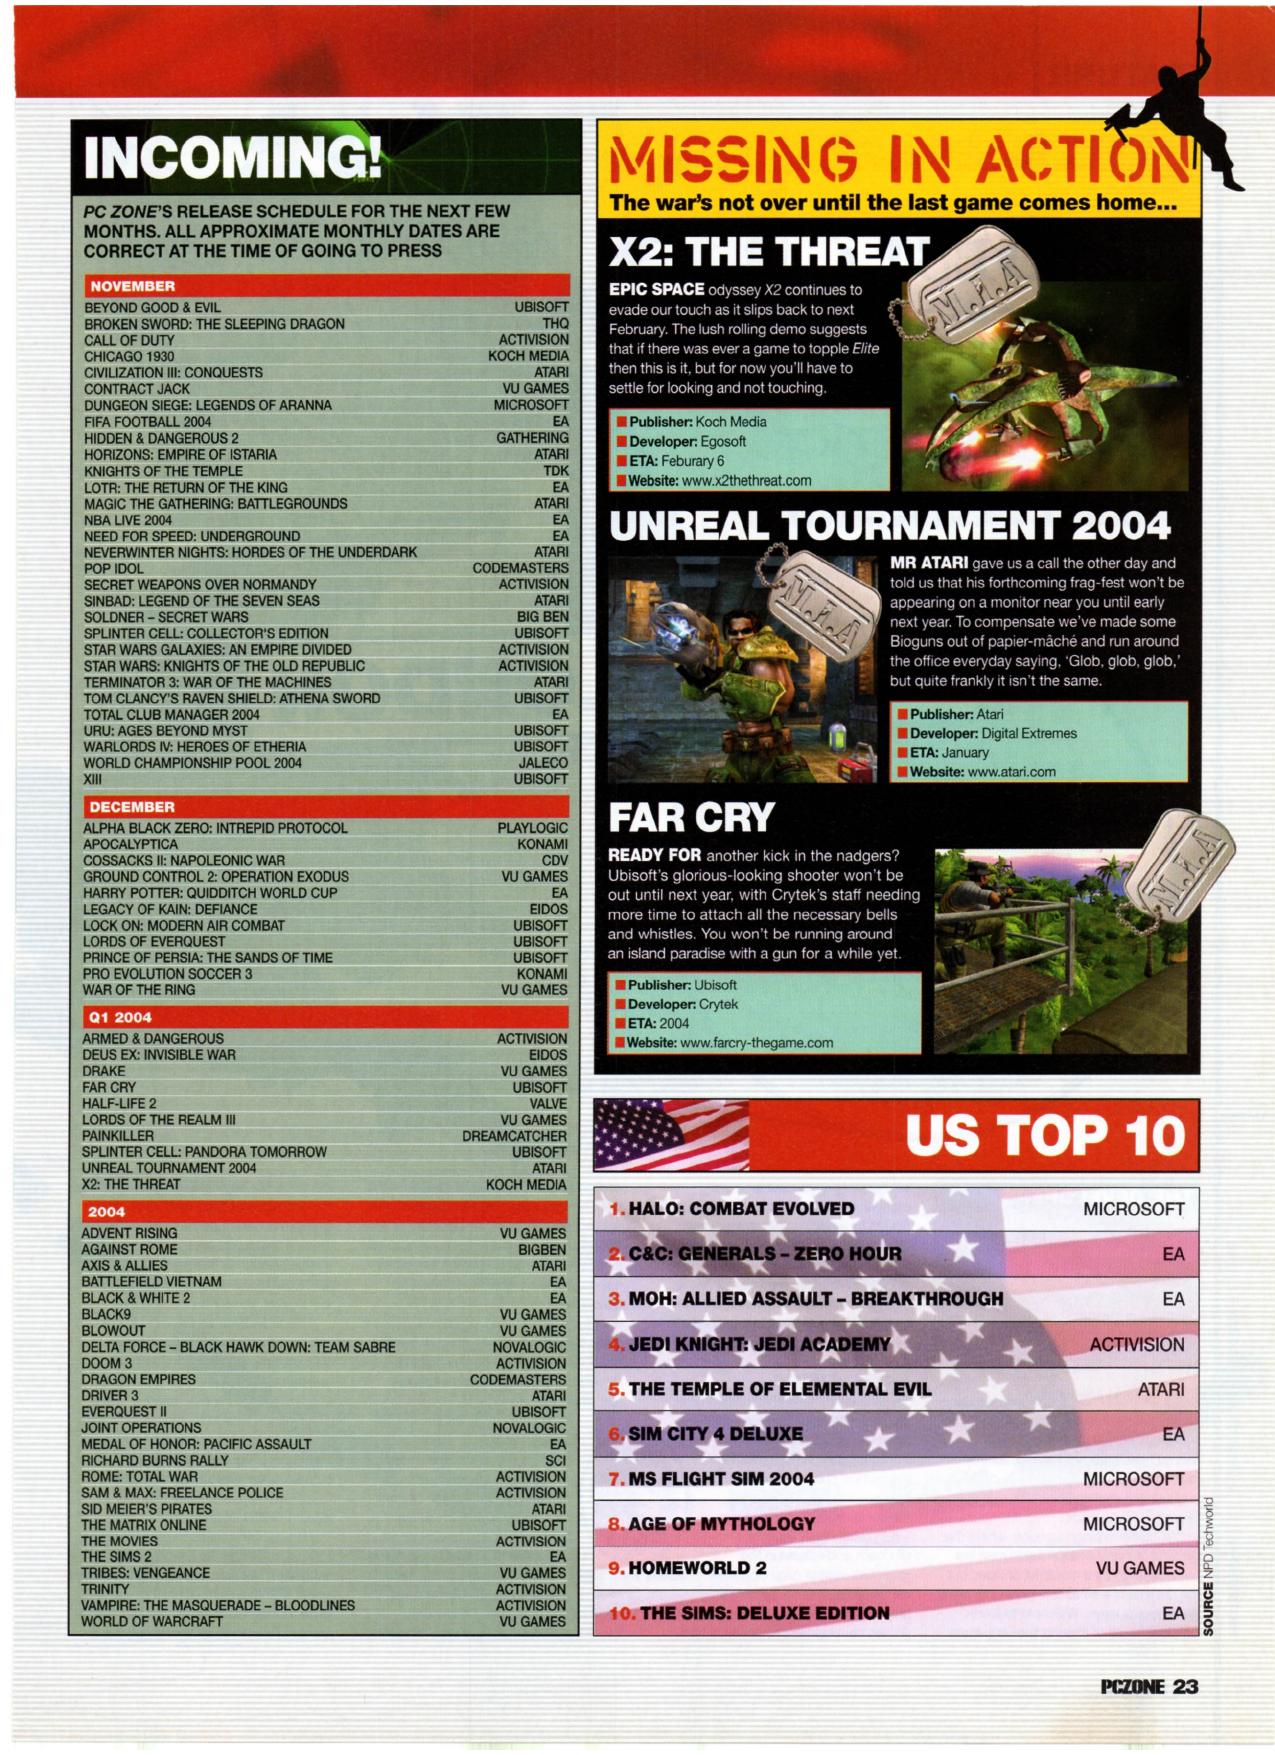 INCOMING!
PC ZONE'S RELEASE SCHEDULE FOR THE NEXT FEW
MONTHS. ALL APPROXIMATE MONTHLY DATES ARE
CORRECT AT THE TIME OF GOING TO PRESS
NOVEMBER
BEYOND GOOD & EVIL UBISOFT
BROKEN SWORD: THE SLEEPING DRAGON THQ
CALL OF DUTY ACTIVISION
CHICAGO 1930 KOCH MEDIA
CIVILIZATION III: CONQUESTS ATARI
CONTRACT JACK VU GAMES
DUNGEON SIEGE: LEGENDS OF ARANNA MICROSOFT
FIFA FOOTBALL 2004 EA
HIDDEN & DANGEROUS 2 GATHERING
HORIZONS: EMPIRE OF ISTARIA ATARI
KNIGHTS OF THE TEMPLE TDK
LOTR: THE RETURN OF THE KING EA
MAGIC THE GATHERING: BATTLEGROUNDS ATARI
NBA LIVE 2004 EA
NEED FOR SPEED: UNDERGROUND EA
NEVERWINTER NIGHTS: HORDES OF THE UNDERDARK ATARI
POP IDOL CODEMASTERS
SECRET WEAPONS OVER NORMANDY ACTIVISION
SINBAD: LEGEND OF THE SEVEN SEAS ATARI
SOLDNER – SECRET WARS BIG BEN
SPLINTER CELL: COLLECTOR'S EDITION UBISOFT
STAR WARS GALAXIES: AN EMPIRE DIVIDED ACTIVISION
STAR WARS: KNIGHTS OF THE OLD REPUBLIC ACTIVISION
TERMINATOR 3: WAR OF THE MACHINES ATARI
TOM CLANCY'S RAVEN SHIELD: ATHENA SWORD UBISOFT
TOTAL CLUB MANAGER 2004 EA
URU: AGES BEYOND MYST UBISOFT
WARLORDS IV: HEROES OF ETHERIA UBISOFT
WORLD CHAMPIONSHIP POOL 2004 JALECO
XIII UBISOFT
DECEMBER
ALPHA BLACK ZERO: INTREPID PROTOCOL PLAYLOGIC
APOCALYPTICA KONAMI
COSSACKS II: NAPOLEONIC WAR CDV
GROUND CONTROL 2: OPERATION EXODUS VU GAMES
HARRY POTTER: QUIDDITCH WORLD CUP EA
LEGACY OF KAIN: DEFIANCE EIDOS
LOCK ON: MODERN AIR COMBAT UBISOFT
LORDS OF EVERQUEST UBISOFT
PRINCE OF PERSIA: THE SANDS OF TIME UBISOFT
PRO EVOLUTION SOCCER 3 KONAMI
WAR OF THE RING VU GAMES
Q1 2004
ARMED & DANGEROUS ACTIVISION
DEUS EX: INVISIBLE WAR EIDOS
DRAKE VU GAMES
FAR CRY UBISOFT
HALF-LIFE 2 VALVE
LORDS OF THE REALM III VU GAMES
PAINKILLER DREAMCATCHER
SPLINTER CELL: PANDORA TOMORROW UBISOFT
UNREAL TOURNAMENT 2004 ATARI
X2: THE THREAT KOCH MEDIA
2004
ADVENT RISING VU GAMES
AGAINST ROME BIGBEN
AXIS & ALLIES ATARI
BATTLEFIELD VIETNAM EA
BLACK & WHITE 2 EA
BLACK9 VU GAMES
BLOWOUT VU GAMES
DELTA FORCE – BLACK HAWK DOWN: TEAM SABRE NOVALOGIC
DOOM 3 ACTIVISION
DRAGON EMPIRES CODEMASTERS
DRIVER 3 ATARI
EVERQUEST II UBISOFT
JOINT OPERATIONS NOVALOGIC
MEDAL OF HONOR: PACIFIC ASSAULT EA
RICHARD BURNS RALLY SCI
ROME: TOTAL WAR ACTIVISION
SAM & MAX: FREELANCE POLICE ACTIVISION
SID MEIER'S PIRATES ATARI
THE MATRIX ONLINE UBISOFT
THE MOVIES ACTIVISION
THE SIMS 2 EA
TRIBES: VENGEANCE VU GAMES
TRINITY ACTIVISION
VAMPIRE: THE MASQUERADE – BLOODLINES ACTIVISION
WORLD OF WARCRAFT VU GAMES
MISSING IN ACTION
The war's not over until the last game comes home...
X2: THE THREAT
M.I.A
EPIC SPACE odyssey X2 continues to
evade our touch as it slips back to next
February. The lush rolling demo suggests
that if there was ever a game to topple Elite
then this is it, but for now you'll have to
settle for looking and not touching.
Publisher: Koch Media
Developer: Egosoft
ETA: Feburary 6
Website: www.x2thethreat.com
UNREAL TOURNAMENT 2004
M.I.A
MR ATARI gave us a call the other day and
told us that his forthcoming frag-fest won't be
appearing on a monitor near you until early
next year. To compensate we've made some
Bioguns out of papier-mâché and run around
the office everyday saying, 'Glob, glob, glob,'
but quite frankly it isn't the same.
Publisher: Atari
Developer: Digital Extremes
ETA: January
Website: www.atari.com
FAR CRY
M.I.A
READY FOR another kick in the nadgers?
Ubisoft's glorious-looking shooter won't be
out until next year, with Crytek's staff needing
more time to attach all the necessary bells
and whistles. You won't be running around
an island paradise with a gun for a while yet.
Publisher: Ubisoft
Developer: Crytek
ETA: 2004
Website: www.farcry-thegame.com
US TOP 10
1. HALO: COMBAT EVOLVED MICROSOFT
2. C&C: GENERALS – ZERO HOUR EA
3. MOH: ALLIED ASSAULT – BREAKTHROUGH EA
4. JEDI KNIGHT: JEDI ACADEMY ACTIVISION
5. THE TEMPLE OF ELEMENTAL EVIL ATARI
6. SIM CITY 4 DELUXE EA
7. MS FLIGHT SIM 2004 MICROSOFT
8. AGE OF MYTHOLOGY MICROSOFT
9. HOMEWORLD 2 VU GAMES
10. THE SIMS: DELUXE EDITION EA
SOURCE NPD Techworld
PCZONE 23